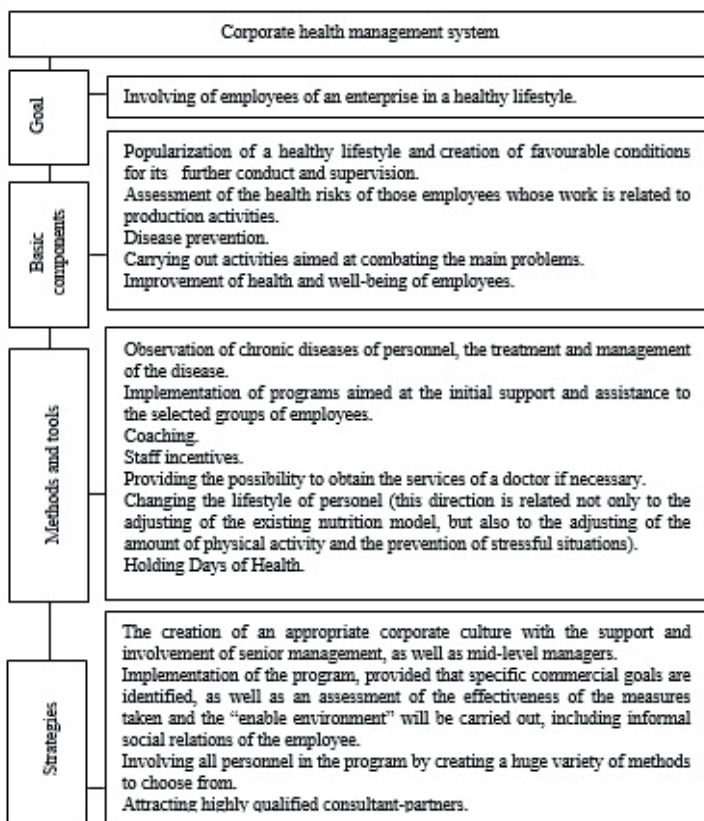 Corporate health management system
Goal
Involving of employees of an enterprise in a healthy lifestyle.
Basic
components
Popularization of a healthy lifestyle and creation of favourable conditions
for its further conduct and supervision.
Assessment of the health risks of those employees whose work is related to
production activities.
Disease prevention.
Carrying out activities aimed at combating the main problems.
Improvement of health and well-being of employees.
Methods and tools
Observation of chronic diseases of personnel, the treatment and management
of the disease.
Implementation of programs aimed at the initial support and assistance to
the selected groups of employees.
Coaching.
Staff incentives.
Providing the possibility to obtain the services of a doctor if necessary.
Changing the lifestyle of personel (this direction is related not only to the
adjusting of the existing nutrition model, but also to the adjusting of the
amount of physical activity and the prevention of stressful situations).
Holding Days of Health.
Strategies
The creation of an appropriate corporate culture with the support and
involvement of senior management, as well as mid-level managers.
Implementation of the program, provided that specific commercial goals are
identified, as well as an assessment of the effectiveness of the measures
taken and the “enable environment” will be carried out, including informal
social relations of the employee.
Involving all personnel in the program by creating a huge variety of methods
to choose from.
Attracting highly qualified consultant-partners.